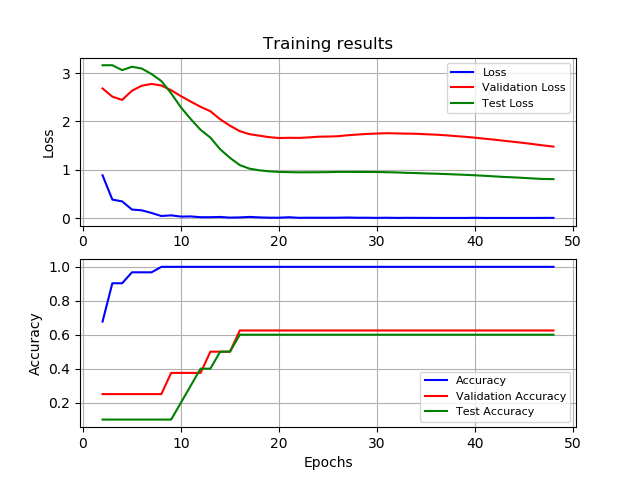 Training results
3
2
1
0
Loss
Loss
Validation Loss
Test Loss
0
10
20
30
40
50
1.0
0.8
0.6
0.4
0.2
Accuracy
Accuracy
Validation Accuracy
Test Accuracy
0
10
20
30
40
50
Epochs